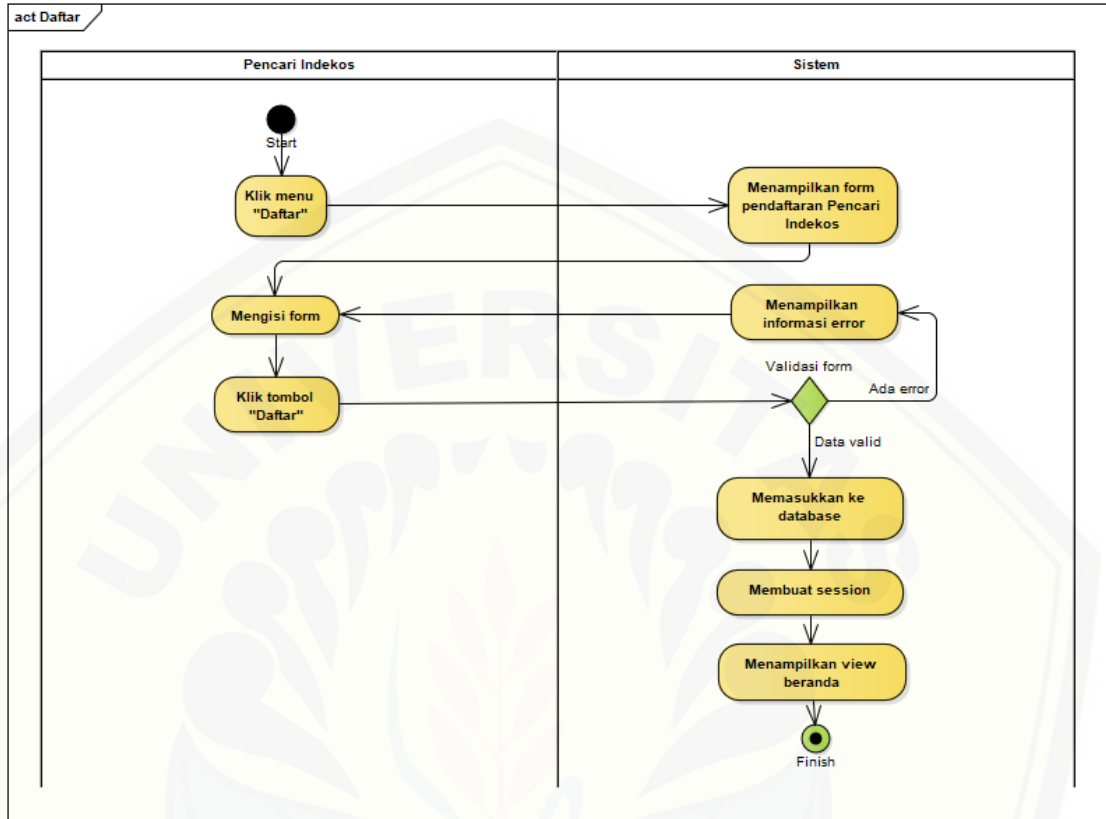 act Daftar
Pencari Indekos
Sistem
Start
Klik menu
"Daftar"
Menampilkan form
pendaftaran Pencari
Indekos
Mengisi form
Menampilkan
informasi error
Validasi form
Ada error
Klik tombol
"Daftar"
Data valid
Memasukkan ke
database
Membuat session
Menampilkan view
beranda
Finish
UNIVERSITAS